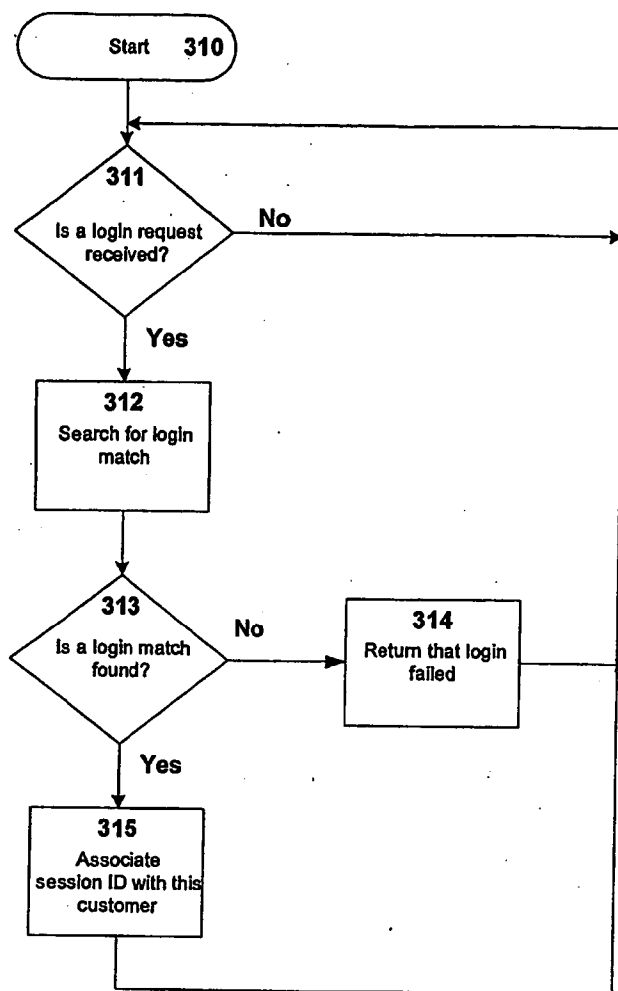 Start 310
311
Is a login request
received?
No
Yes
312
Search for login
match
313
Is a login match
found?
No
314
Return that login
failed
Yes
315
Associate
session ID with this
customer